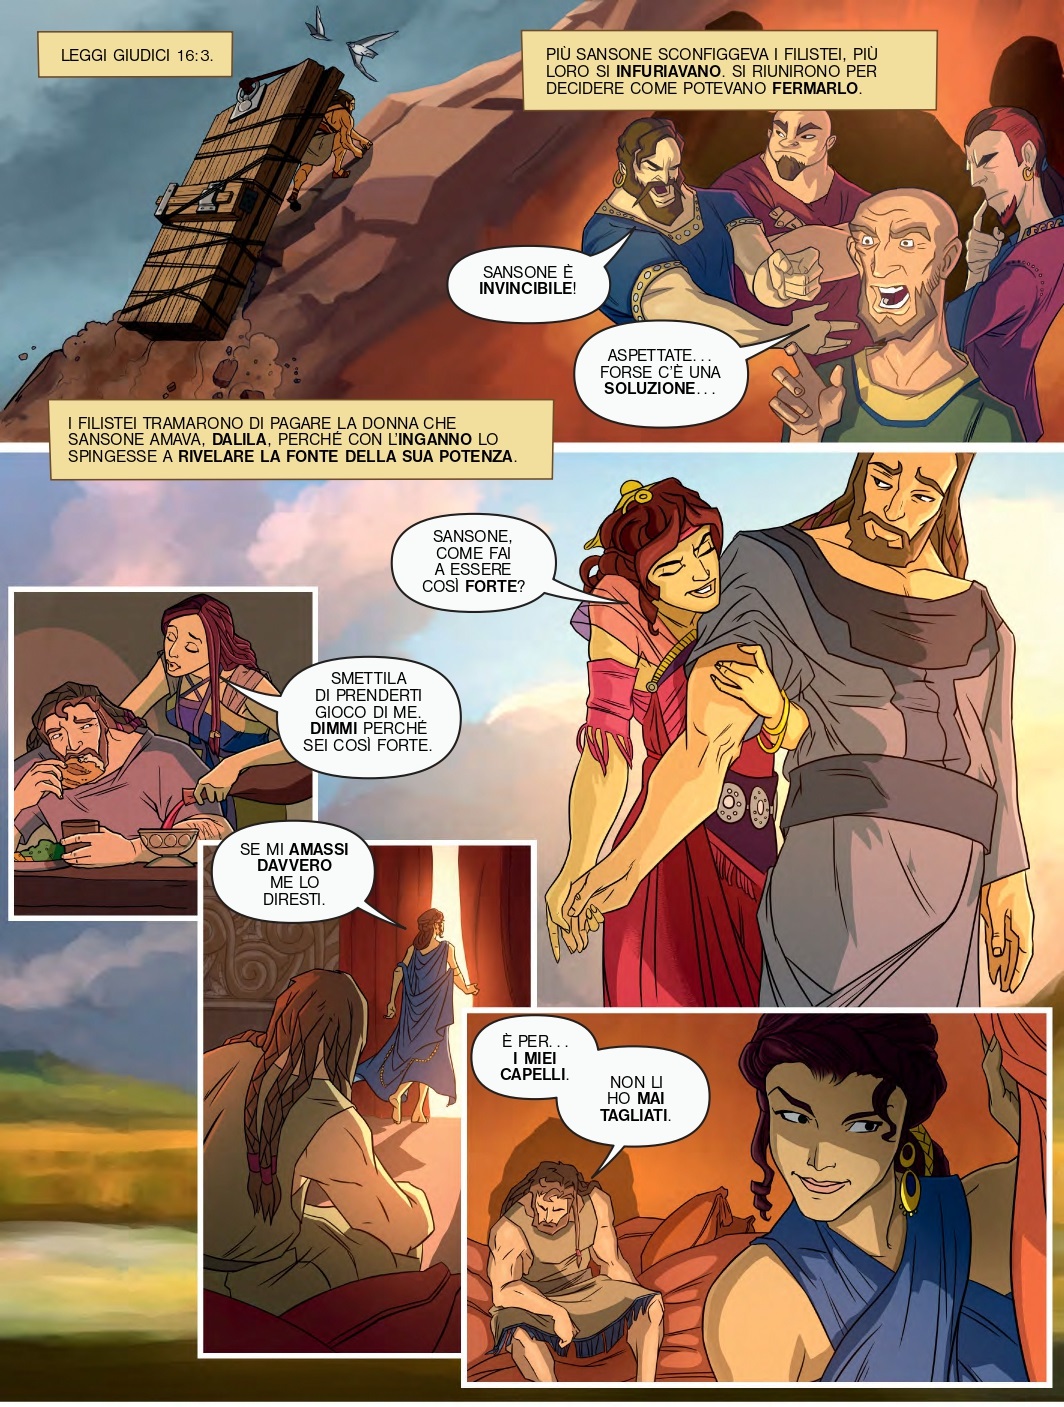 LEGGI GIUDICI 16:3.
PIÙ SANSONE SCONFIGGEVA I FILISTEI, PIÙ
LORO SI INFURIAVANO. SI RIUNIRONO PER
DECIDERE COME POTEVANO FERMARLO.
SANSONE È
INVINCIBILE!
ASPETTATE...
FORSE C'È UNA
SOLUZIONE...
I FILISTEI TRAMARONO DI PAGARE LA DONNA CHE
SANSONE AMAVA, DALILA, PERCHÉ CON L'INGANNO LO
SPINGESSE A RIVELARE LA FONTE DELLA SUA POTENZA.
SANSONE,
COME FAI
A ESSERE
COSÌ FORTE?
SMETTILA
DI PRENDERTI
GIOCO DI ME.
DIMMI PERCHÉ
SEI COSÌ FORTE.
SE MI AMASSI
DAVVERO
ME LO
DIRESTI.
È PER...
I MIEI
CAPELLI.
NON LI
HO MAI
TAGLIATI.